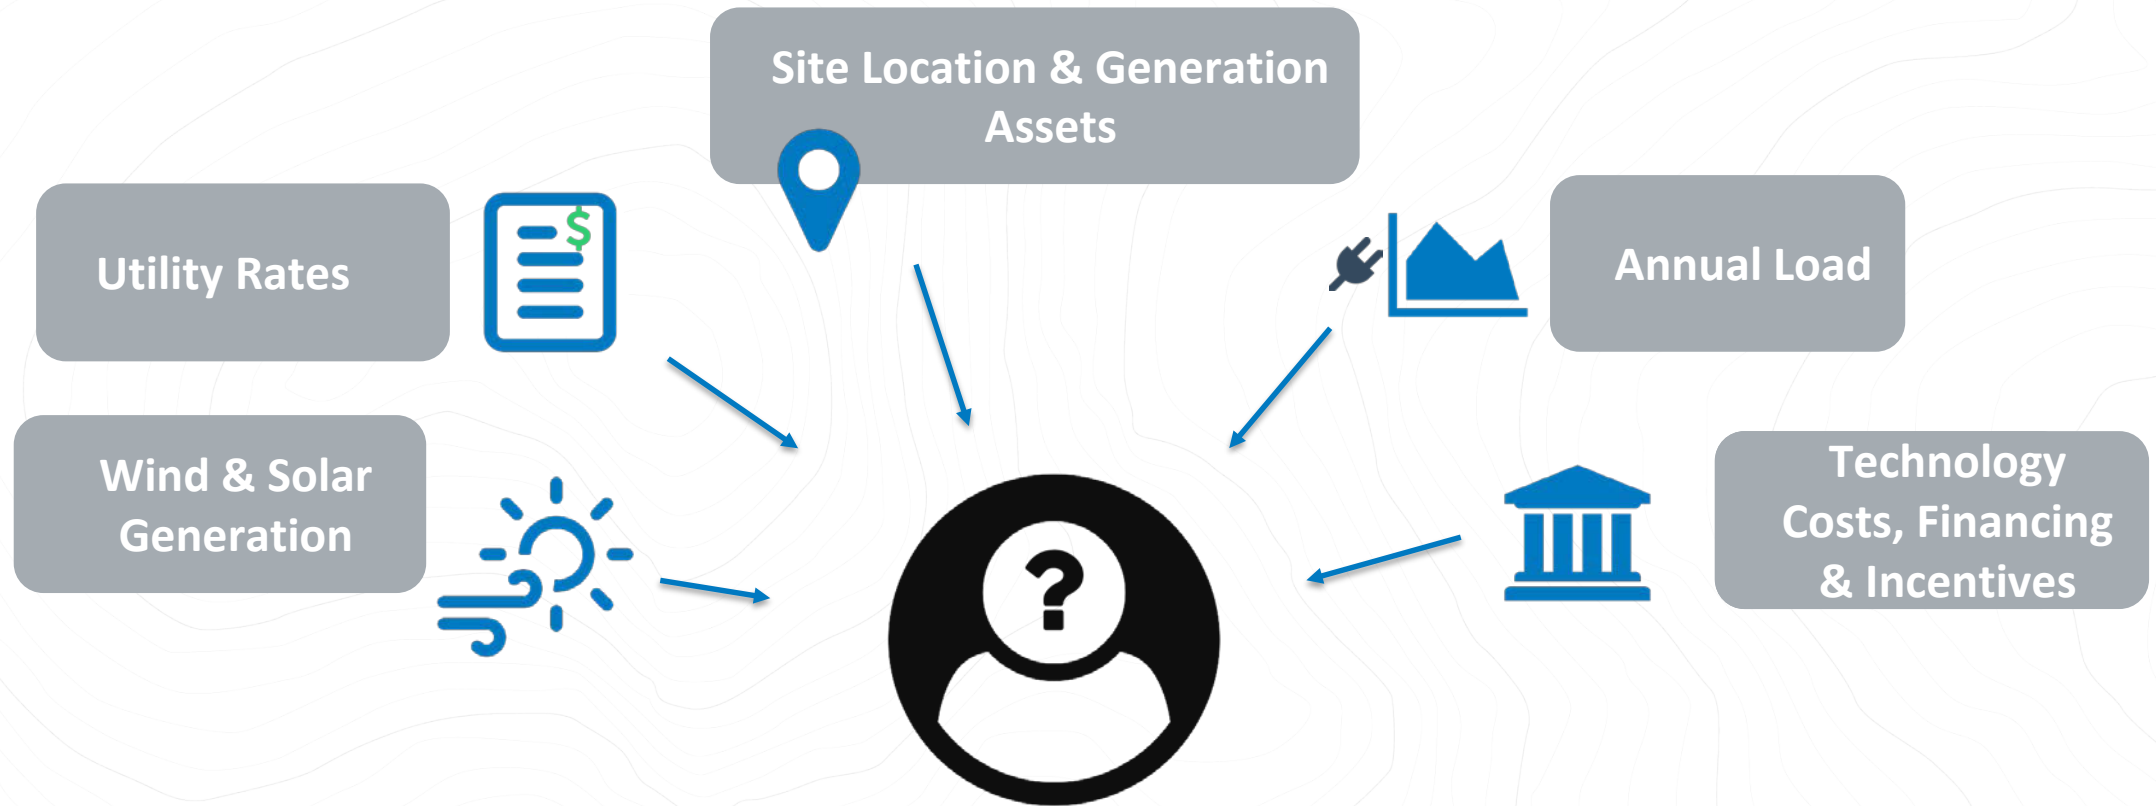 Site Location & Generation
Assets
Utility Rates
$
Annual Load
Wind & Solar
Generation
Technology
Costs, Financing
& Incentives
?